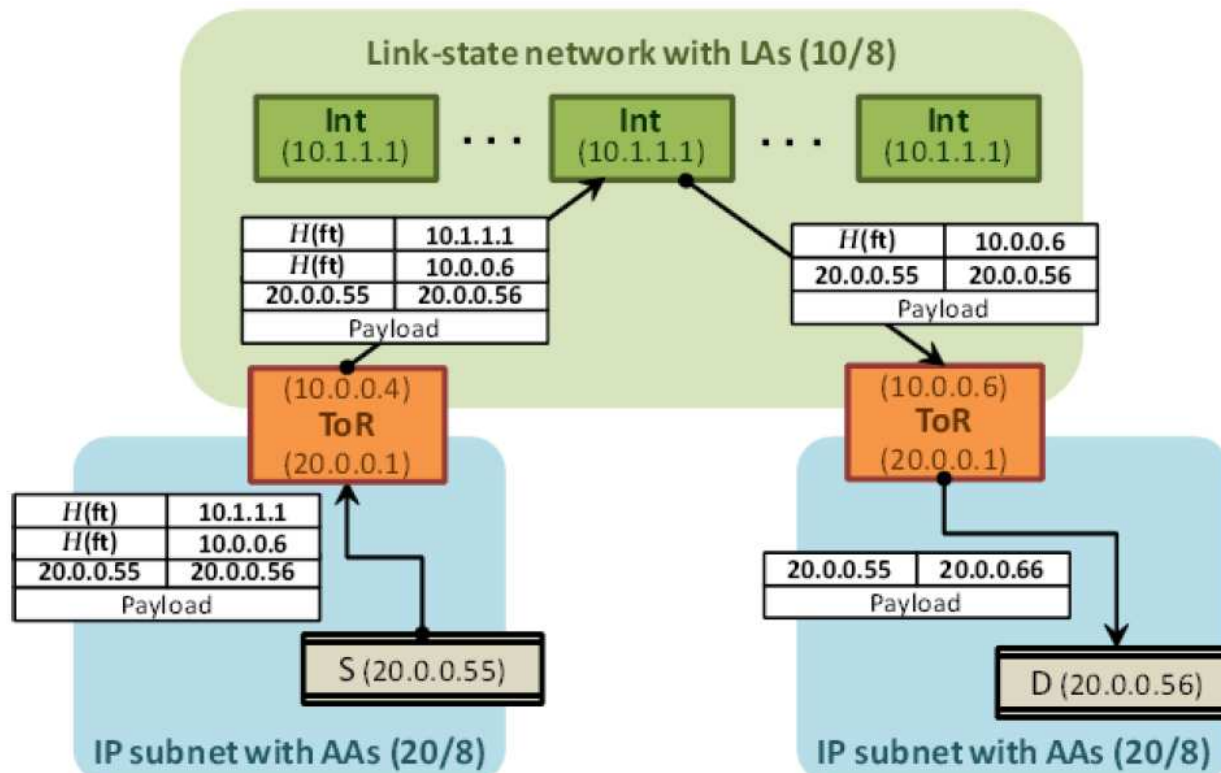 Link-state network with LAs (10/8)
Int
(10.1.1.1)
. . .
Int
(10.1.1.1)
. . .
Int
(10.1.1.1)
H(ft) 10.1.1.1
H(ft) 10.0.0.6
20.0.0.55 20.0.0.56
Payload
H(ft) 10.0.0.6
20.0.0.55 20.0.0.56
Payload
(10.0.0.4)
ToR
(20.0.0.1)
(10.0.0.6)
ToR
(20.0.0.1)
H(ft) 10.1.1.1
H(ft) 10.0.0.6
20.0.0.55 20.0.0.56
Payload
20.0.0.55 20.0.0.66
Payload
S (20.0.0.55)
D (20.0.0.56)
IP subnet with AAs (20/8)
IP subnet with AAs (20/8)